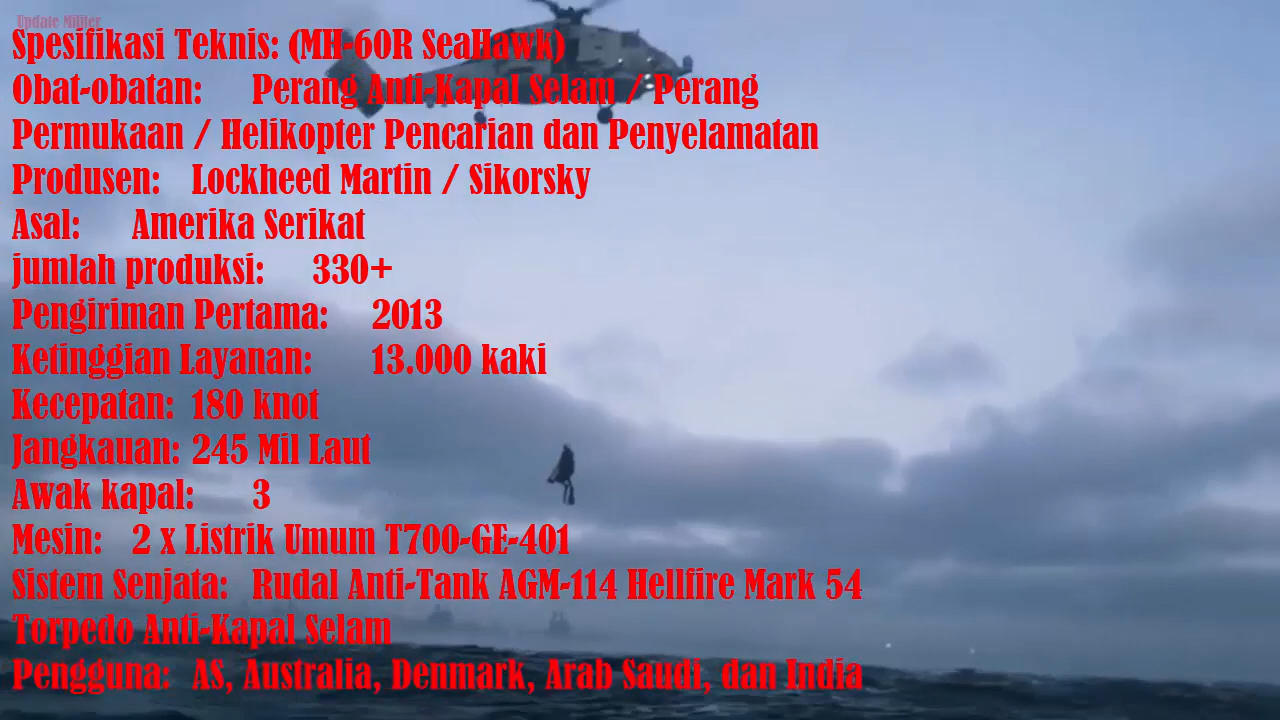 Update Militer
Spesifikasi Teknis: (MH-60R SeaHawk)
Obat-obatan: Perang Anti-Kapal Selam / Perang
Permukaan / Helikopter Pencarian dan Penyelamatan
Produsen: Lockheed Martin / Sikorsky
Asal: Amerika Serikat
jumlah produksi: 330+
Pengiriman Pertama: 2013
Ketinggian Layanan: 13.000 kaki
Kecepatan: 180 knot
Jangkauan: 245 Mil Laut
Awak kapal: 3
Mesin: 2 x Listrik Umum T700-GE-401
Sistem Senjata: Rudal Anti-Tank AGM-114 Hellfire Mark 54
Torpedo Anti-Kapal Selam
Pengguna: AS, Australia, Denmark, Arab Saudi, dan India